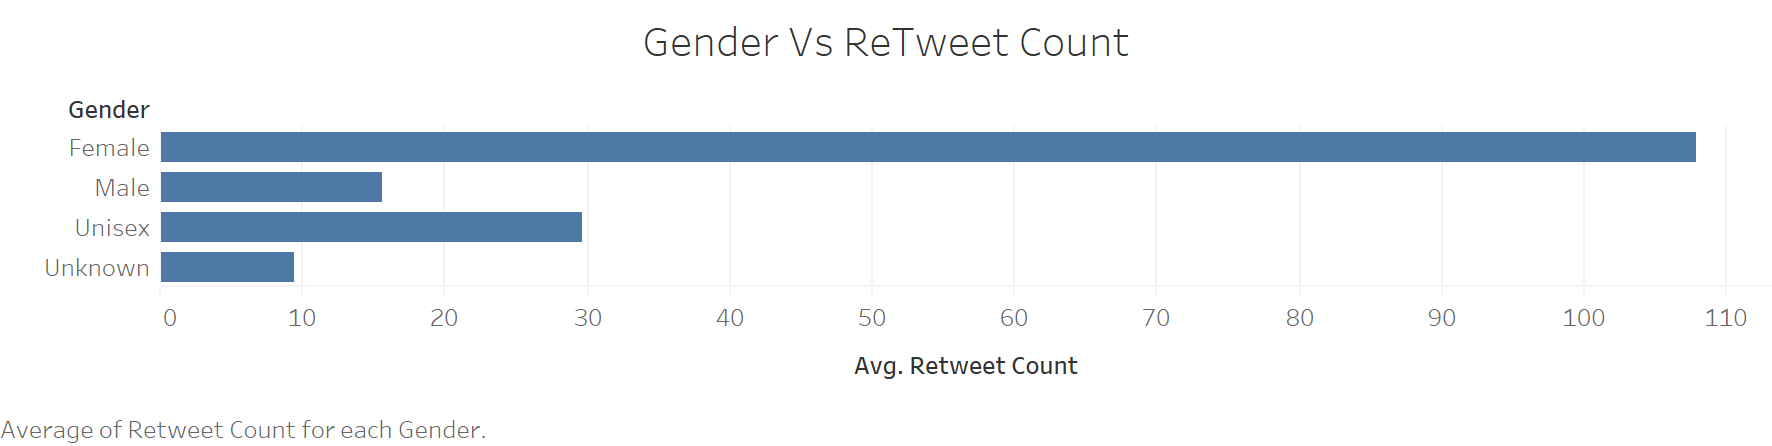 Gender Vs ReTweet Count
Gender
Female
Male
Unisex
Unknown
0 10 20 30 40 50 60 70 80 90 100 110
Avg. Retweet Count
Average of Retweet Count for each Gender.